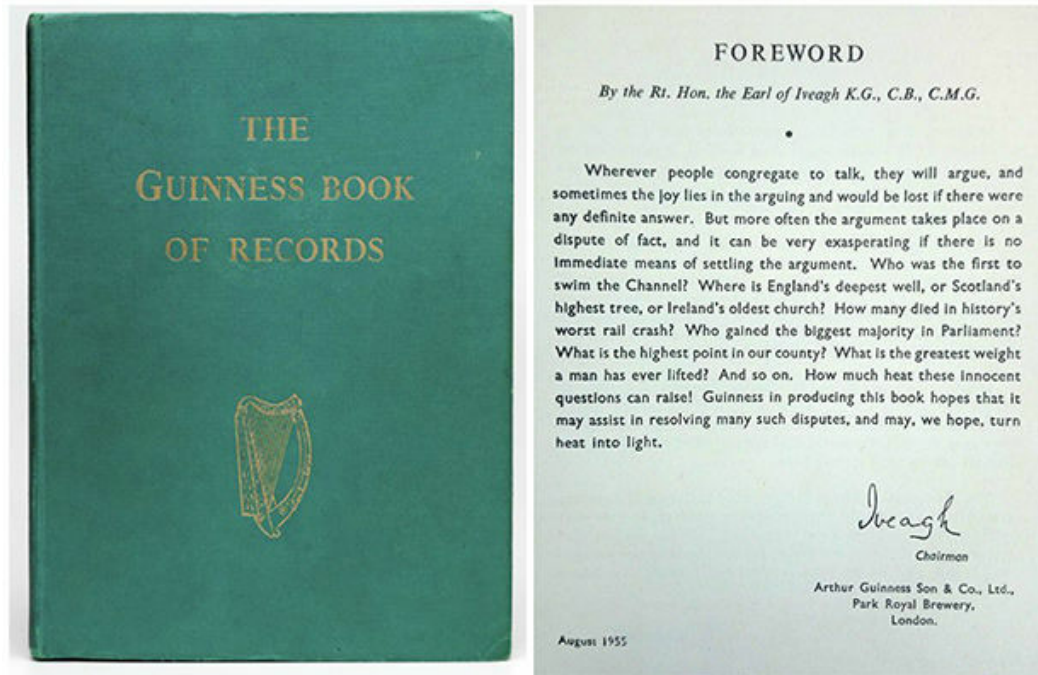 THE
GUINNESS BOOK
OF RECORDS
FOREWORD
By the Rt. Hon. the Earl of Iveagh K.G., C.B., C.M.G.
•
Wherever people congregate to talk, they will argue, and
sometimes the joy lies in the arguing and would be lost if there were
any definite answer. But more often the argument takes place on a
dispute of fact, and it can be very exasperating if there is no
immediate means of settling the argument. Who was the first to
swim the Channel? Where is England's deepest well, or Scotland's
highest tree, or Ireland's oldest church? How many died in history's
worst rail crash? Who gained the biggest majority in Parliament?
What is the highest point in our county? What is the greatest weight
a man has ever lifted? And so on. How much heat these innocent
questions can raise! Guinness in producing this book hopes that it
may assist in resolving many such disputes, and may, we hope, turn
heat into light.
Iveagh
Chairman
Arthur Guinness Son & Co., Ltd.,
Park Royal Brewery,
London.
August 1955